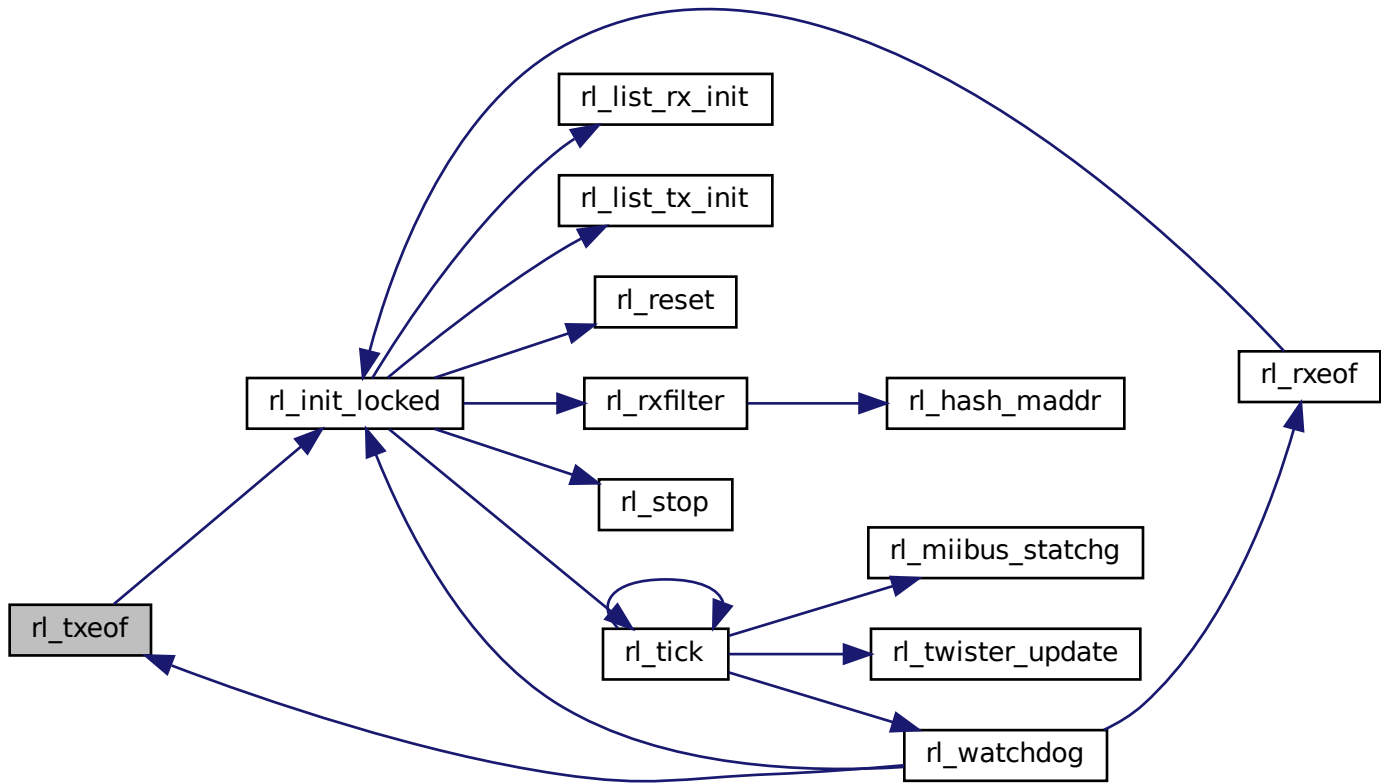 rl_list_rx_init
rl_list_tx_init
rl_reset
rl_rxeof
rl_init_locked
rl_rxfilter
rl_hash_maddr
rl_stop
rl_miibus_statchg
rl_txeof
rl_tick
rl_twister_update
rl_watchdog